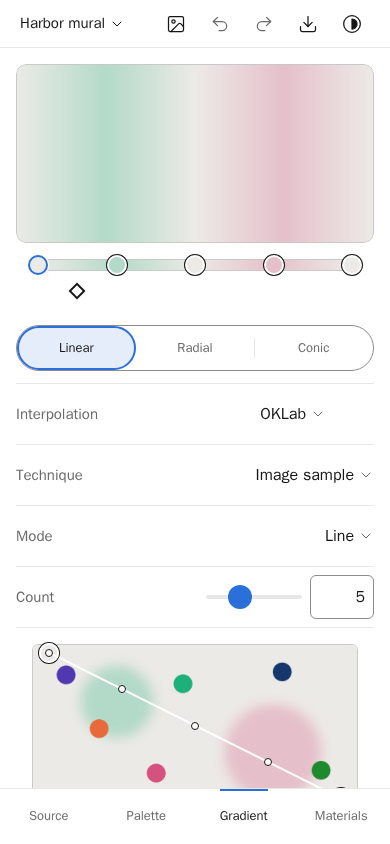 Harbor mural
Linear
Radial
Conic
Interpolation
OKLab
Technique
Image sample
Mode
Line
Count
5
Source
Palette
Gradient
Materials